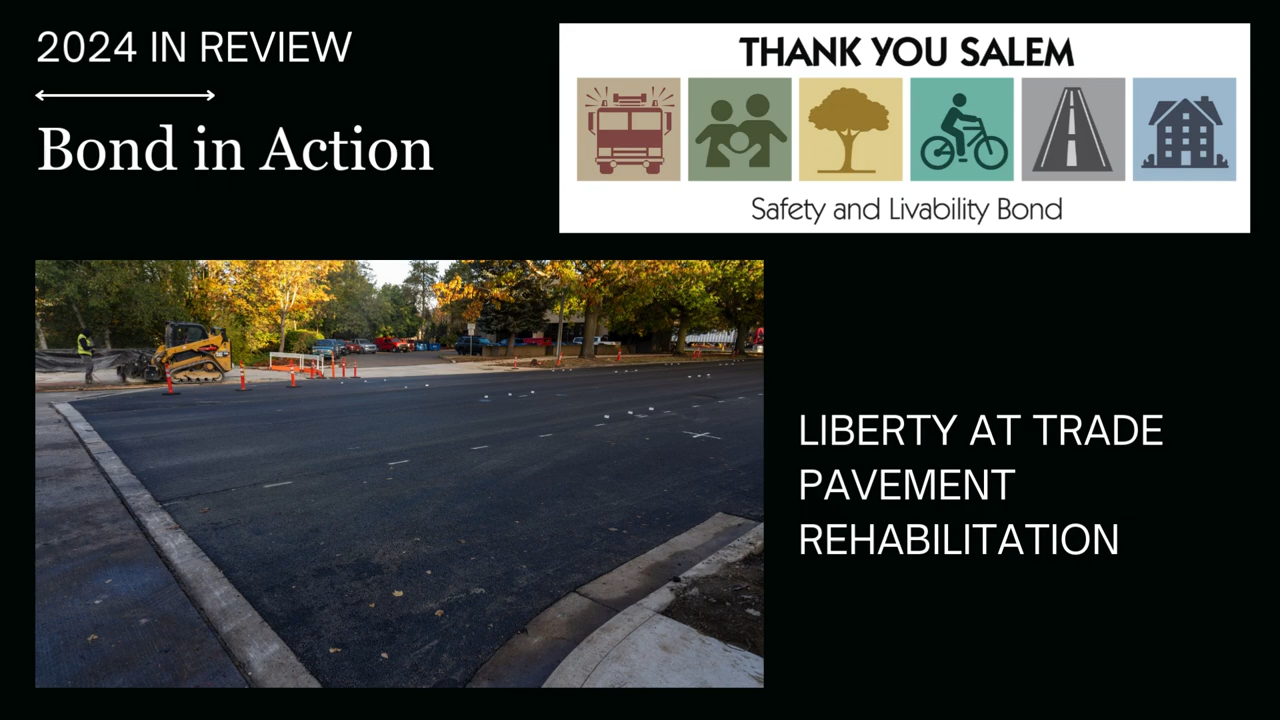 2024 IN REVIEW
Bond in Action
THANK YOU SALEM
Safety and Livability Bond
LIBERTY AT TRADE
PAVEMENT
REHABILITATION